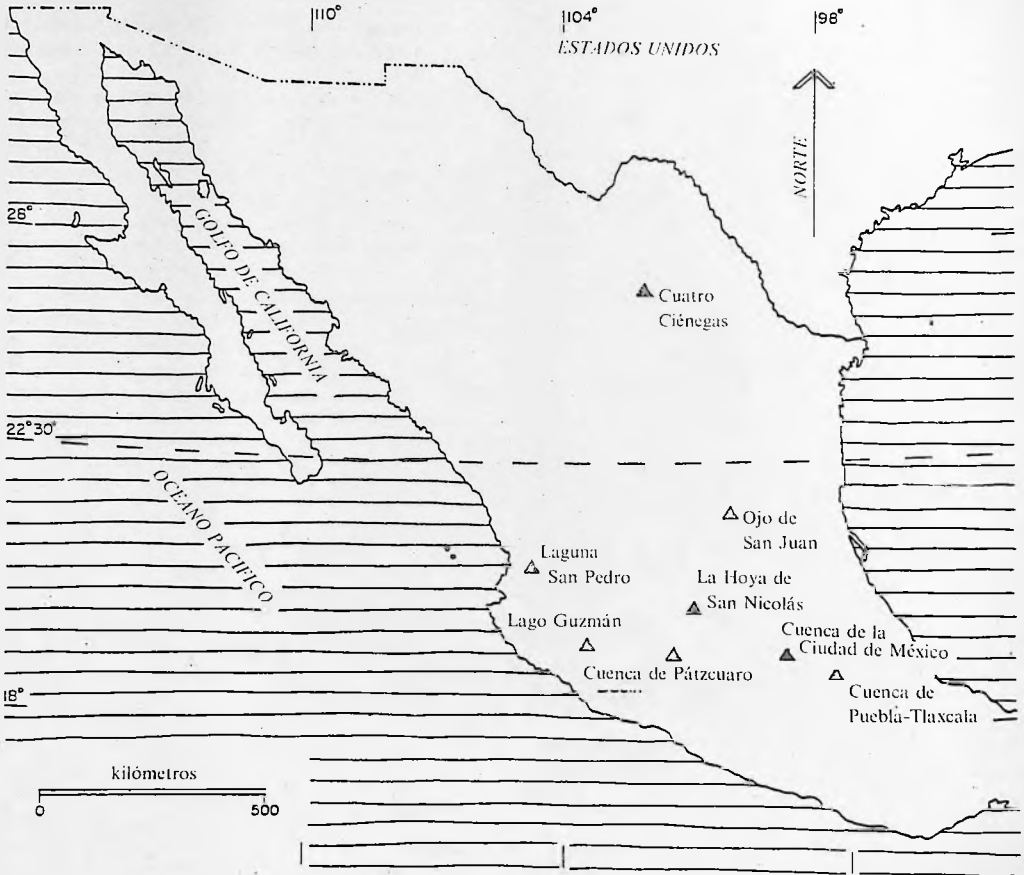 110°
104°
98°
ESTADOS UNIDOS
NORTE
28°
GOLFO DE CALIFORNIA
Cuatro
Ciénegas
22°30'
OCEANO PACIFICO
Ojo de
San Juan
Laguna
San Pedro
La Hoya de
San Nicolás
Lago Guzmán
Cuenca de la
Ciudad de México
Cuenca de Pátzcuaro
Cuenca de
Puebla-Tlaxcala
18°
kilómetros
0
500